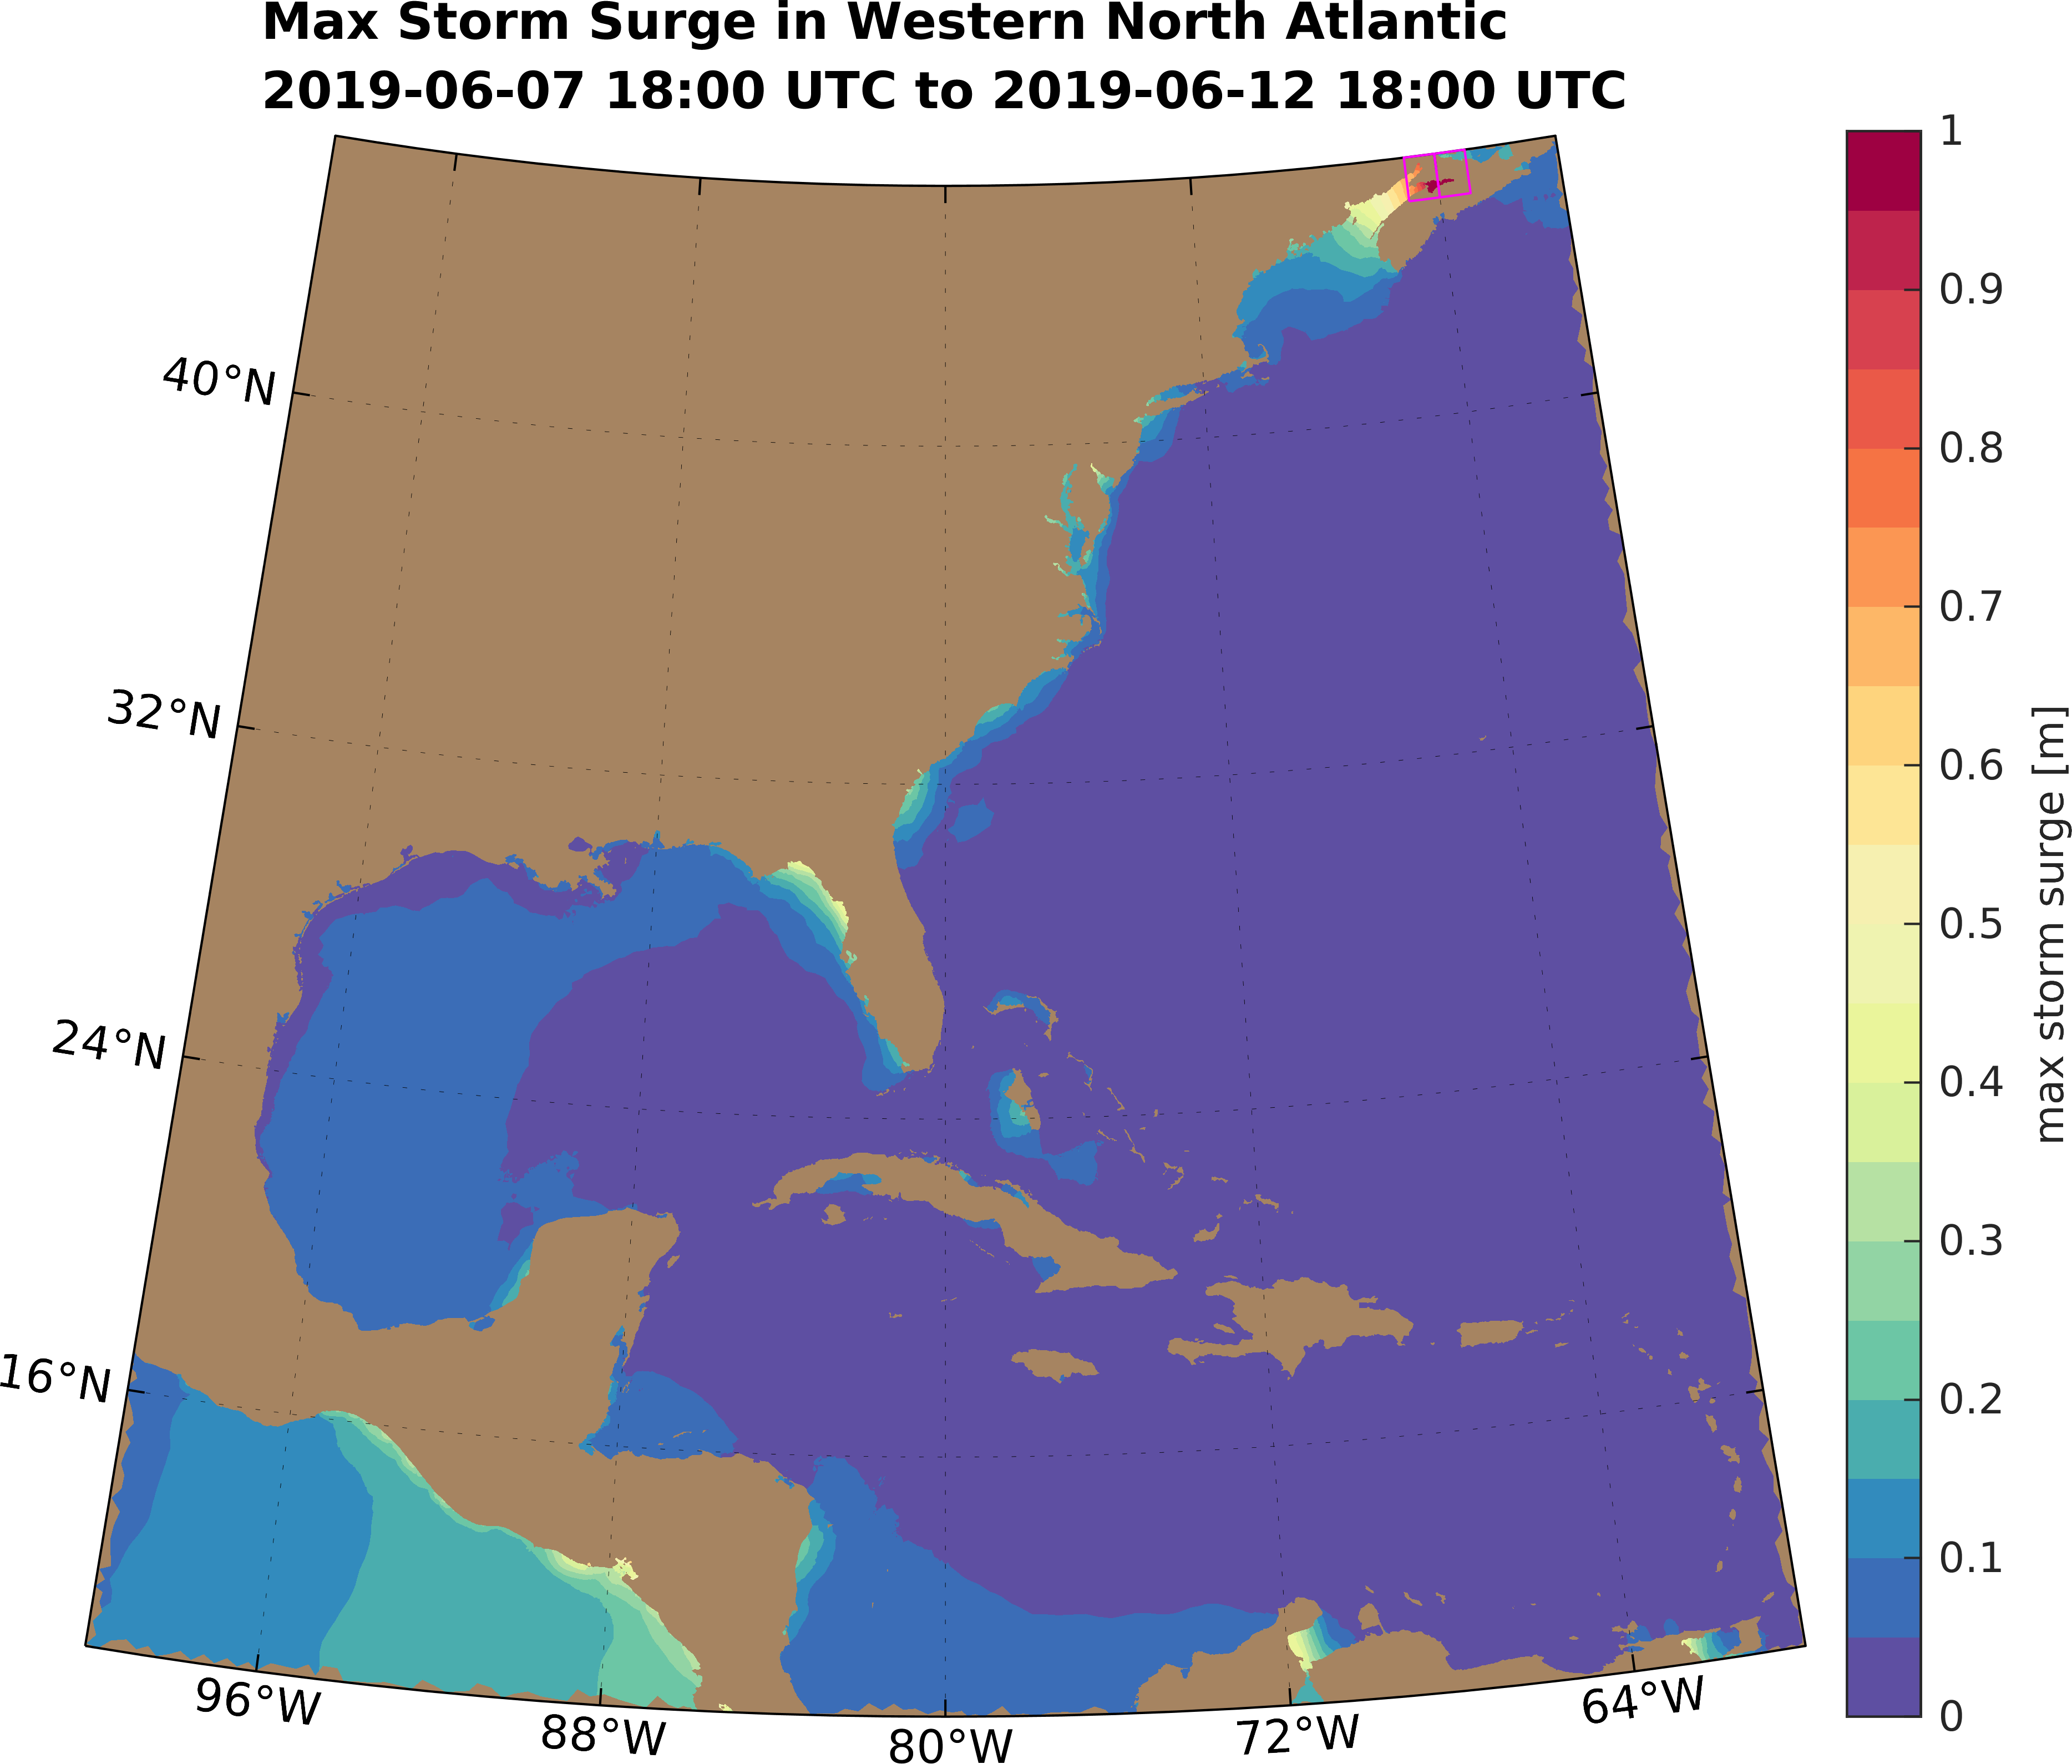 Max Storm Surge in Western North Atlantic
2019-06-07 18:00 UTC to 2019-06-12 18:00 UTC
40°N
32°N
24°N
16°N
96°W
88°W
80°W
72°W
64°W
1
0.9
0.8
0.7
0.6
0.5
0.4
0.3
0.2
0.1
0
max storm surge [m]